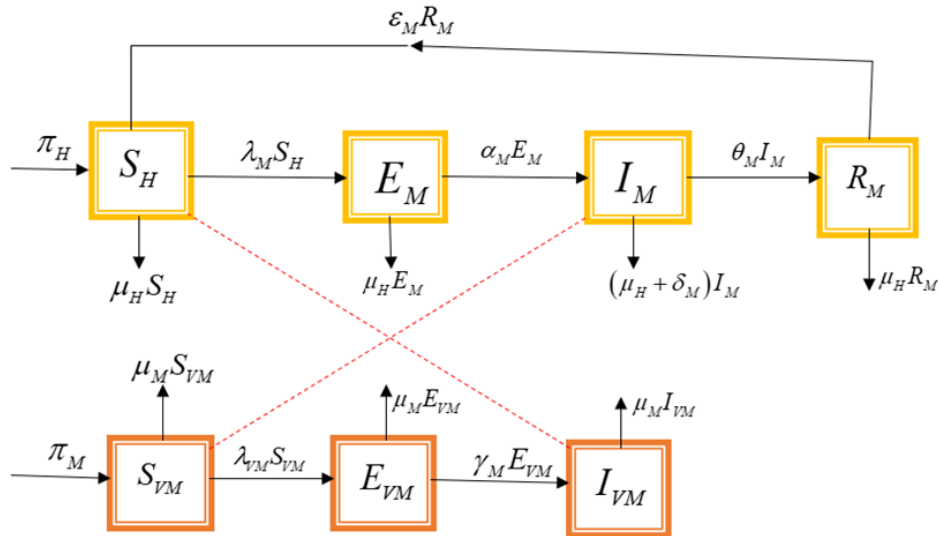 ε_M R_M
π_H
S_H
λ_M S_H
E_M
α_M E_M
I_M
θ_M I_M
R_M
μ_H S_H
μ_H E_M
(μ_H + δ_M) I_M
μ_H R_M
μ_M S_VM
μ_M E_VM
μ_M I_VM
π_M
S_VM
λ_VM S_VM
E_VM
γ_M E_VM
I_VM